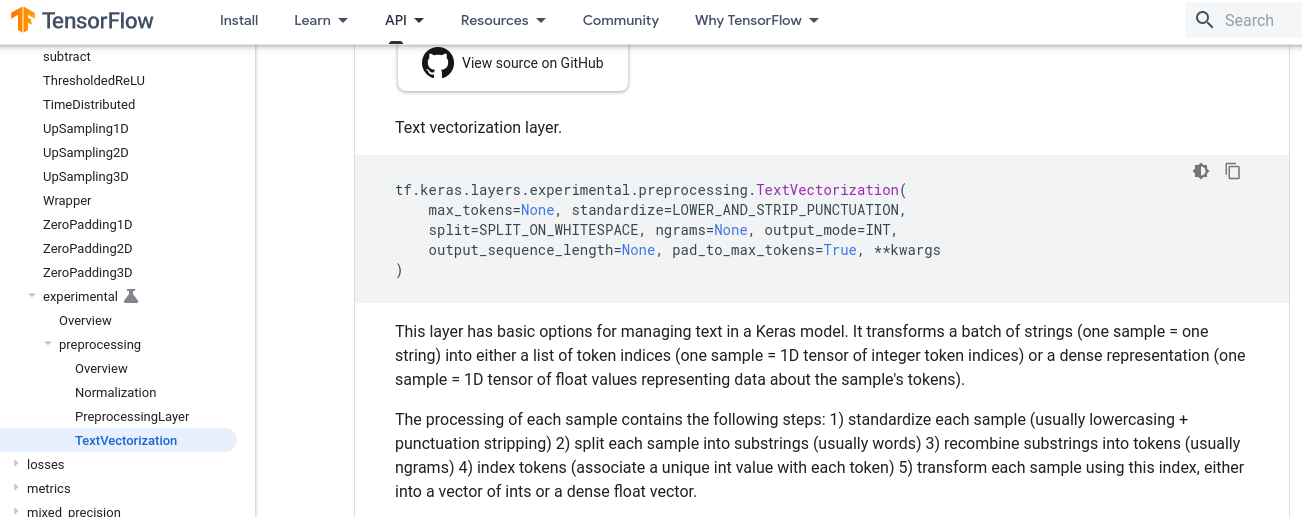 TensorFlow Install Learn API Resources Community Why TensorFlow Search
subtract
ThresholdedReLU
TimeDistributed
UpSampling1D
UpSampling2D
UpSampling3D
Wrapper
ZeroPadding1D
ZeroPadding2D
ZeroPadding3D
experimental
Overview
preprocessing
Overview
Normalization
PreprocessingLayer
TextVectorization
losses
metrics
mixed_precision
View source on GitHub
Text vectorization layer.
tf.keras.layers.experimental.preprocessing.TextVectorization(
    max_tokens=None, standardize=LOWER_AND_STRIP_PUNCTUATION,
    split=SPLIT_ON_WHITESPACE, ngrams=None, output_mode=INT,
    output_sequence_length=None, pad_to_max_tokens=True, **kwargs
)
This layer has basic options for managing text in a Keras model. It transforms a batch of strings (one sample = one
string) into either a list of token indices (one sample = 1D tensor of integer token indices) or a dense representation (one
sample = 1D tensor of float values representing data about the sample's tokens).
The processing of each sample contains the following steps: 1) standardize each sample (usually lowercasing +
punctuation stripping) 2) split each sample into substrings (usually words) 3) recombine substrings into tokens (usually
ngrams) 4) index tokens (associate a unique int value with each token) 5) transform each sample using this index, either
into a vector of ints or a dense float vector.